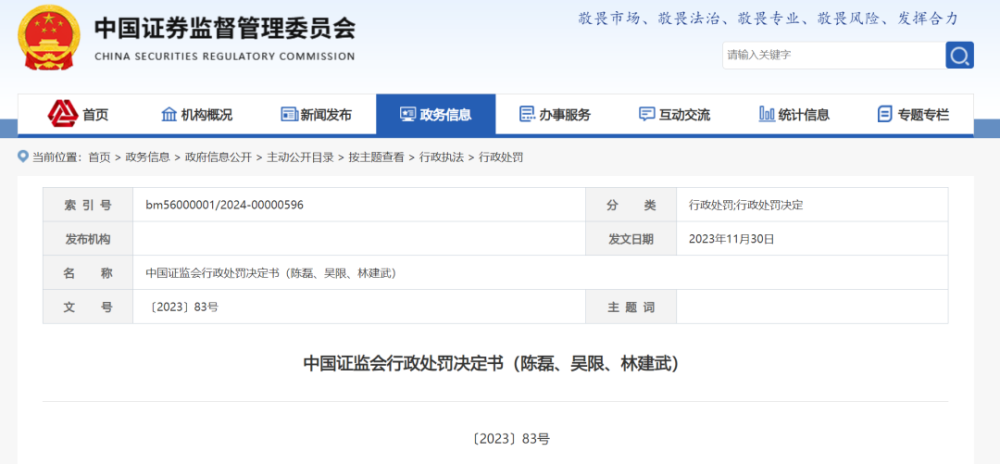 中国证券监督管理委员会
CHINA SECURITIES REGULATORY COMMISSION
敬畏市场、敬畏法治、敬畏专业、敬畏风险、发挥合力
请输入关键字
首页 机构概况 新闻发布 政务信息 办事服务 互动交流 统计信息 专题专栏
当前位置：首页 > 政务信息 > 政府信息公开 > 主动公开目录 > 按主题查看 > 行政执法 > 行政处罚
索 引 号 bm56000001/2024-00000596 分 类 行政处罚;行政处罚决定
发布机构 发文日期 2023年11月30日
名 称 中国证监会行政处罚决定书（陈磊、吴限、林建武）
文 号 〔2023〕83号 主 题 词
中国证监会行政处罚决定书（陈磊、吴限、林建武）
〔2023〕83号